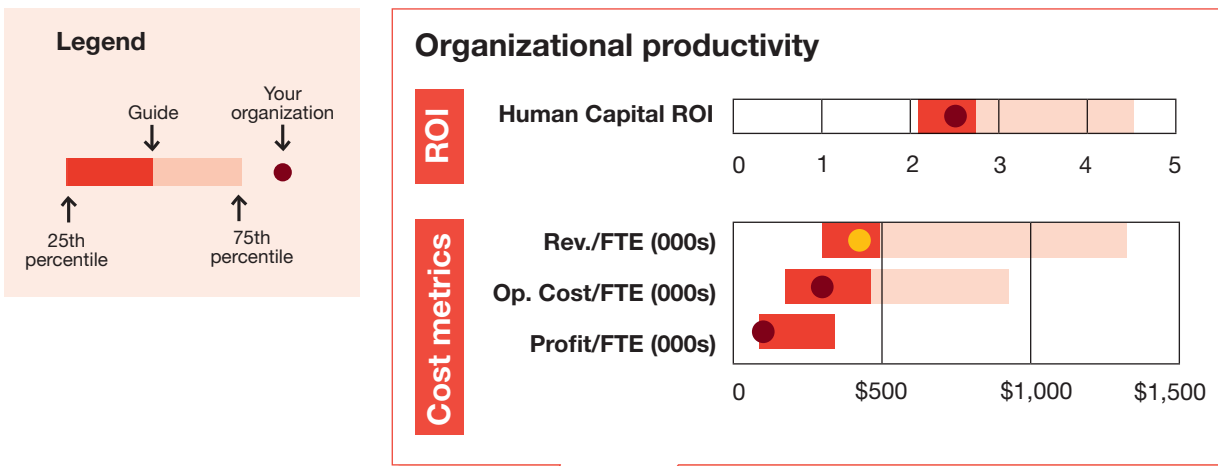 Legend
Your
organization
Guide
25th
percentile
75th
percentile
Organizational productivity
ROI
Human Capital ROI
0 1 2 3 4 5
Cost metrics
Rev./FTE (000s)
Op. Cost/FTE (000s)
Profit/FTE (000s)
0 $500 $1,000 $1,500